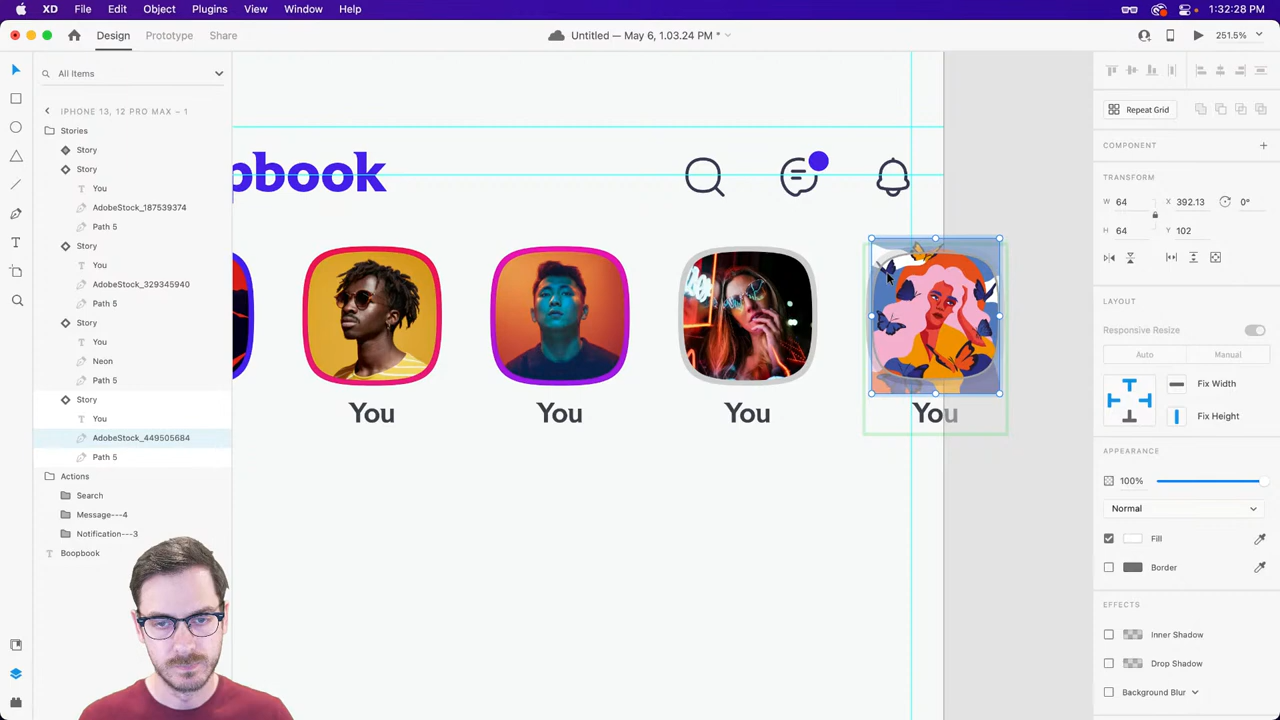 XD File Edit Object Plugins View Window Help 1:32:28 PM
Design Prototype Share Untitled — May 6, 1.03.24 PM * 251.5%
All Items
IPHONE 13, 12 PRO MAX – 1
Stories
Story
Story
You
AdobeStock_187539374
Path 5
Story
You
AdobeStock_329345940
Path 5
Story
You
Neon
Path 5
Story
You
AdobeStock_449505684
Path 5
Actions
Search
Message---4
Notification---3
Boopbook
pbook
You You You You
Repeat Grid
COMPONENT
TRANSFORM
W 64 X 392.13 0°
H 64 Y 102
LAYOUT
Responsive Resize
Auto Manual
Fix Width
Fix Height
APPEARANCE
100%
Normal
Fill
Border
EFFECTS
Inner Shadow
Drop Shadow
Background Blur